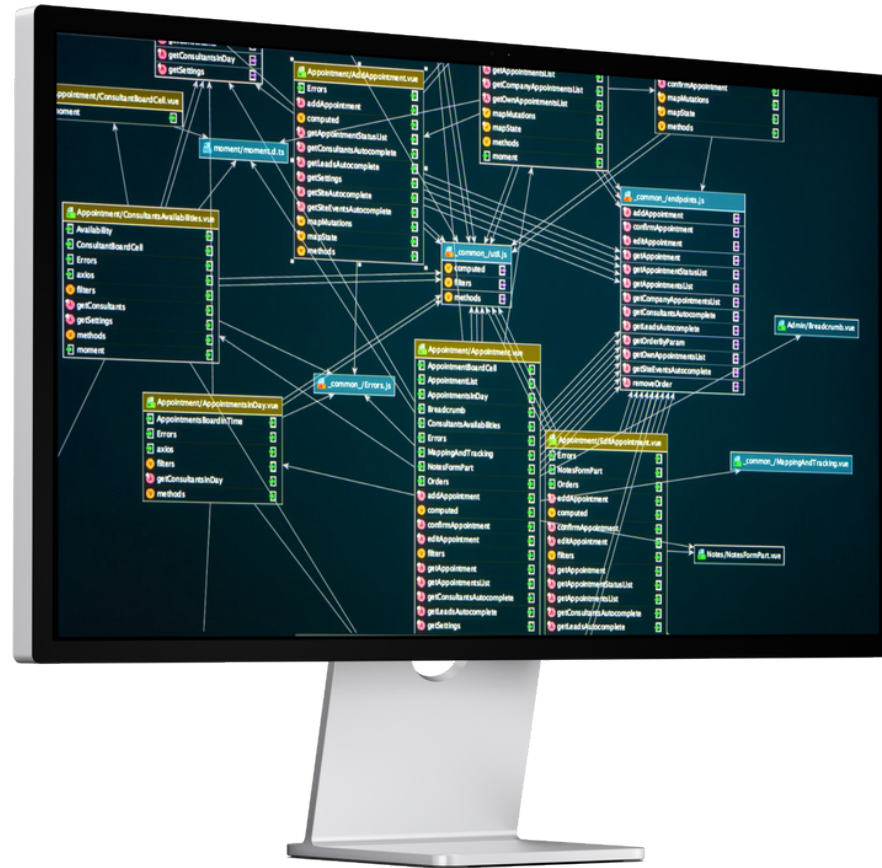 getConsultantsInDay
getSettings
Appointment/ConsultantBoardCell.vue
moment
moment/moment.d.ts
Appointment/AddAppointment.vue
Errors
addAppointment
computed
getAppointmentStatusList
getConsultantsAutocomplete
getLeadsAutocomplete
getSettings
getSiteAutocomplete
getSiteEventsAutocomplete
mapMutations
mapState
methods
getAppointmentsList
getCompanyAppointmentsList
getOwnAppointmentsList
mapMutations
mapState
methods
moment
confirmAppointment
mapMutations
mapState
methods
Appointment/ConsultantsAvailabilities.vue
Availability
ConsultantBoardCell
Errors
axios
filters
getConsultants
getSettings
methods
moment
_common_/util.js
computed
filters
methods
_common_/endpoints.js
addAppointment
confirmAppointment
editAppointment
getAppointment
getAppointmentStatusList
getAppointmentsList
getCompanyAppointmentsList
getConsultantsAutocomplete
getLeadsAutocomplete
getOrderByParam
getOwnAppointmentsList
getSiteEventsAutocomplete
removeOrder
Admin/Breadcrumb.vue
_common_/Errors.js
Appointment/AppointmentsInDay.vue
AppointmentsBoardInTime
Errors
axios
filters
getConsultantsInDay
methods
Appointment/Appointment.vue
AppointmentBoardCell
AppointmentList
AppointmentsInDay
Breadcrumb
ConsultantsAvailabilities
Errors
MappingAndTracking
NotesFormPart
Orders
addAppointment
computed
confirmAppointment
editAppointment
filters
getAppointment
getAppointmentsList
getConsultantsAutocomplete
getLeadsAutocomplete
getSettings
Appointment/EditAppointment.vue
Errors
NotesFormPart
Orders
addAppointment
computed
confirmAppointment
editAppointment
filters
getAppointment
getAppointmentStatusList
getAppointmentsList
getConsultantsAutocomplete
getLeadsAutocomplete
_common_/MappingAndTracking.vue
Notes/NotesFormPart.vue